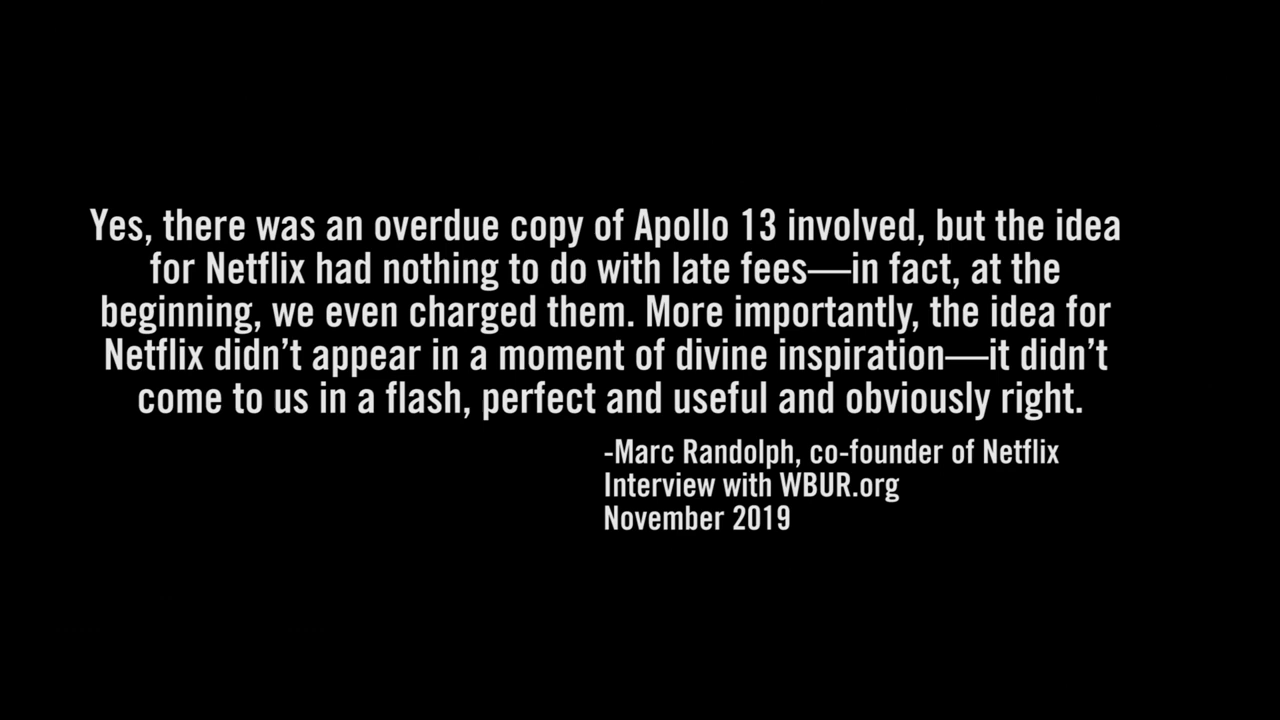 Yes, there was an overdue copy of Apollo 13 involved, but the idea
for Netflix had nothing to do with late fees—in fact, at the
beginning, we even charged them. More importantly, the idea for
Netflix didn’t appear in a moment of divine inspiration—it didn’t
come to us in a flash, perfect and useful and obviously right.
-Marc Randolph, co-founder of Netflix
Interview with WBUR.org
November 2019